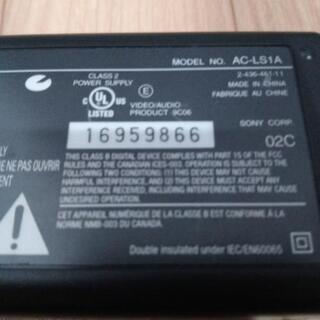 MODEL NO. AC-LS1A
2-436-461-11
MADE IN CHINA
FABRIQUE AU CHINE
CLASS 2
POWER SUPPLY
E
UL
LISTED
VIDEO/AUDIO
PRODUCT 9C06
16959866
SONY CORP.
02C
NE PAS OUVRIR
THIS CLASS B DIGITAL DEVICE COMPLIES WITH PART 15 OF THE FCC
RULES AND THE CANADIAN ICES-003. OPERATION IS SUBJECT TO THE
FOLLOWING TWO CONDITIONS: (1) THIS DEVICE MAY NOT CAUSE
HARMFUL INTERFERENCE, AND (2) THIS DEVICE MUST ACCEPT ANY
INTERFERENCE RECEIVED, INCLUDING INTERFERENCE THAT MAY CAUSE
UNDESIRED OPERATION.
CET APPAREIL NUMÉRIQUE DE LA CLASSE B EST CONFORME À LA
NORME NMB-003 DU CANADA.
Double insulated under IEC/EN60065